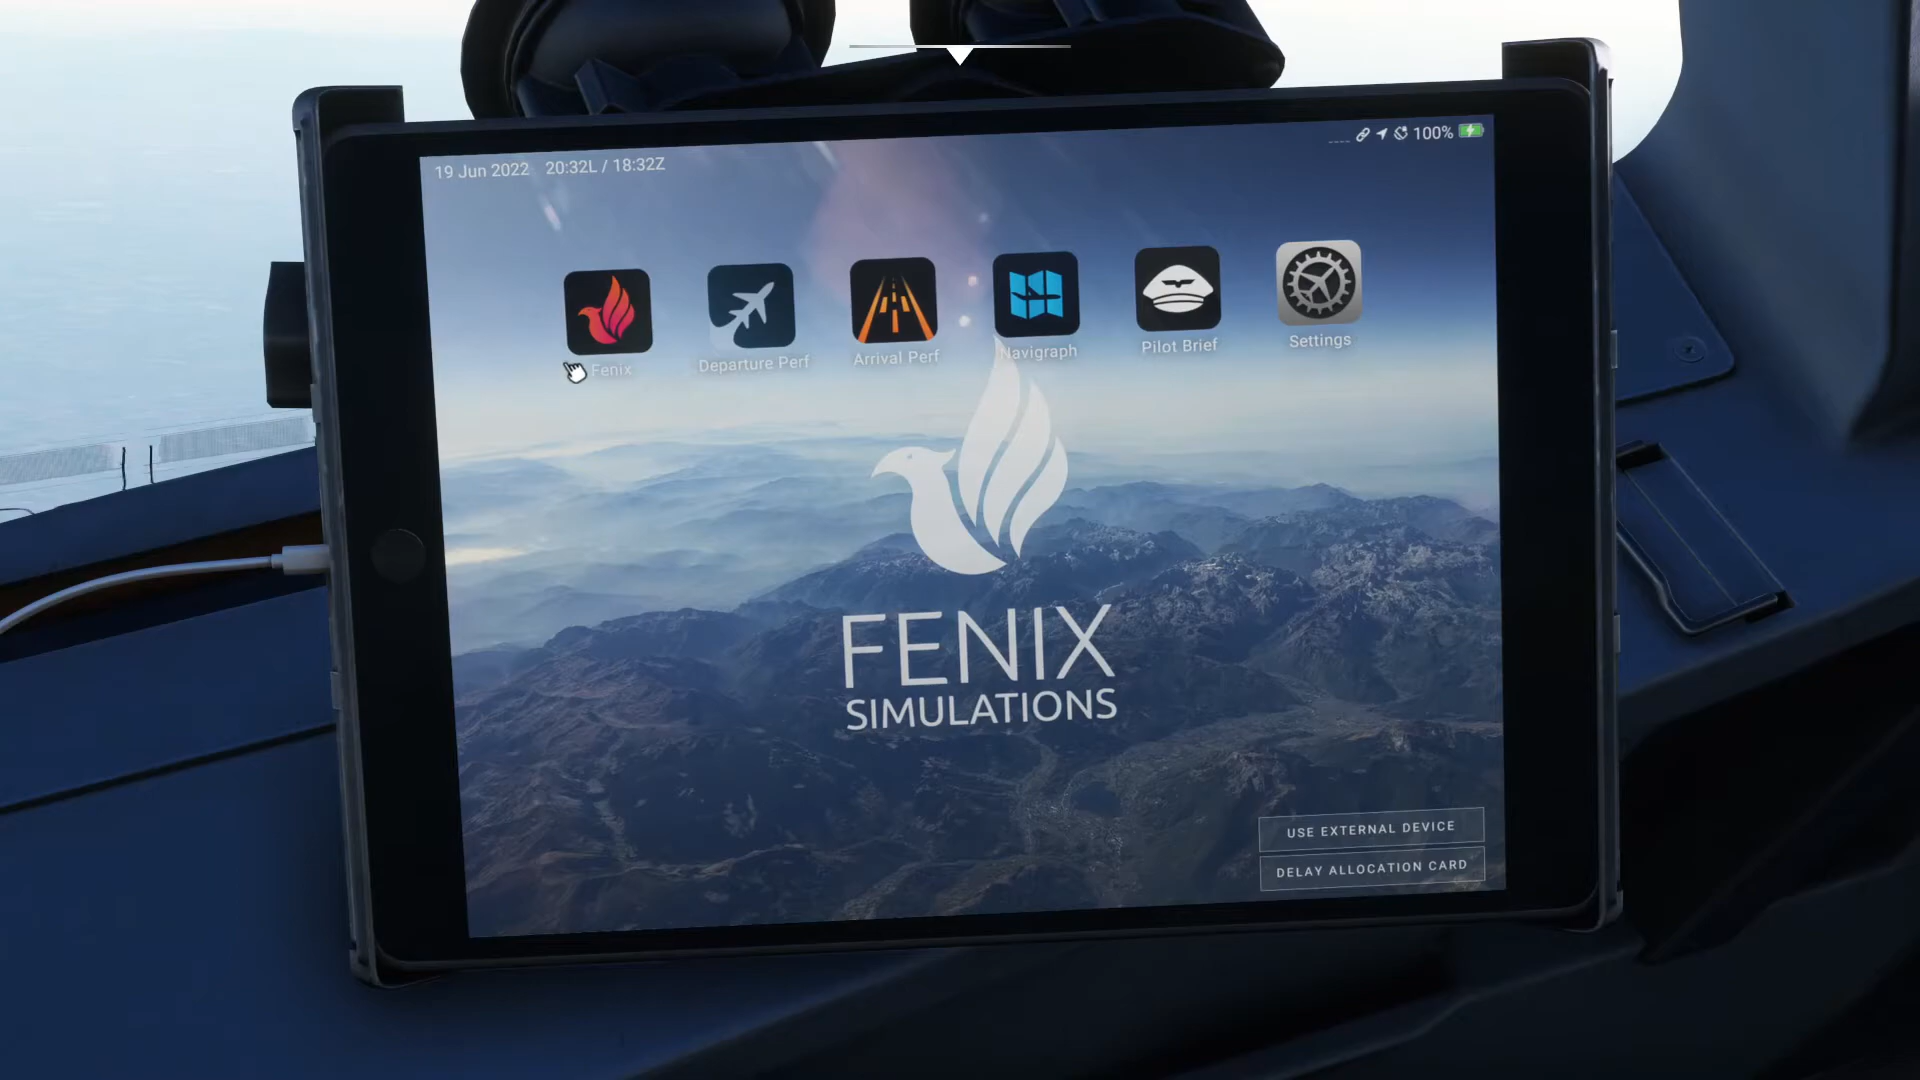 19 Jun 2022 20:32L / 18:32Z
100%
Fenix
Departure Perf
Arrival Perf
Navigraph
Pilot Brief
Settings
FENIX
SIMULATIONS
USE EXTERNAL DEVICE
DELAY ALLOCATION CARD